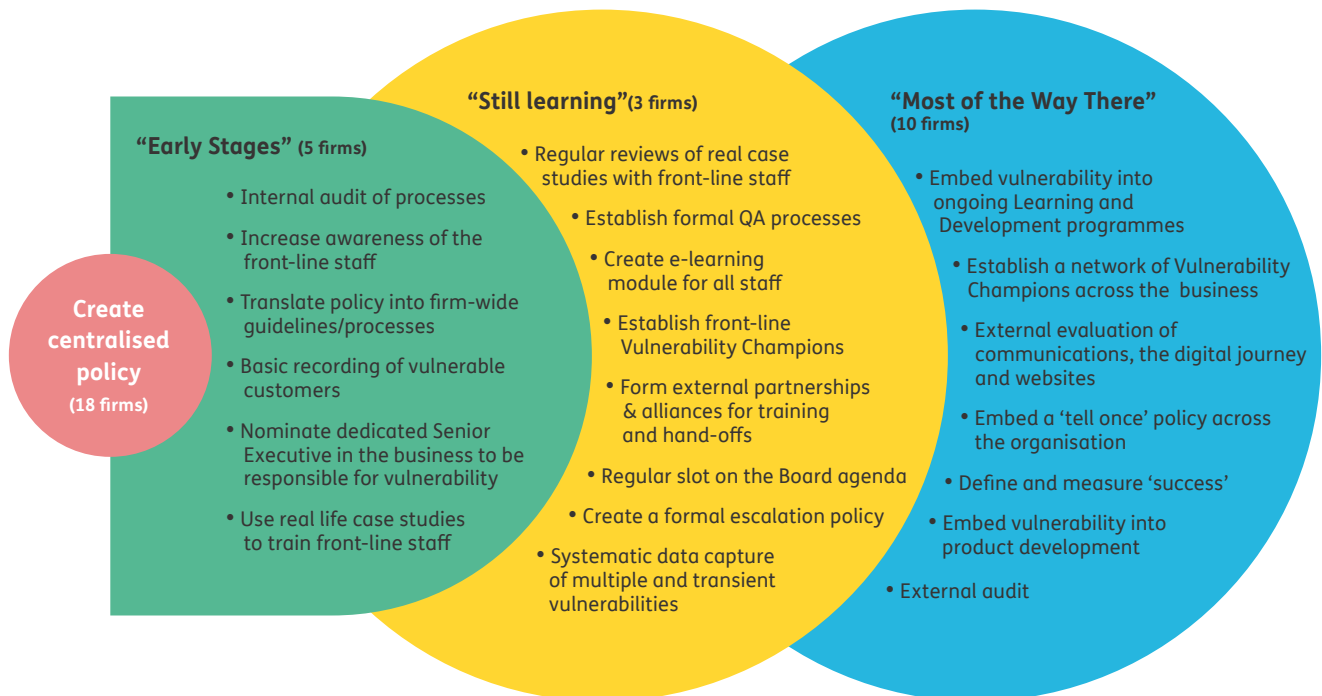 Create
centralised
policy
(18 firms)
“Early Stages” (5 firms)
• Internal audit of processes
• Increase awareness of the
front-line staff
• Translate policy into firm-wide
guidelines/processes
• Basic recording of vulnerable
customers
• Nominate dedicated Senior
Executive in the business to be
responsible for vulnerability
• Use real life case studies
to train front-line staff
“Still learning”(3 firms)
• Regular reviews of real case
studies with front-line staff
• Establish formal QA processes
• Create e-learning
module for all staff
• Establish front-line
Vulnerability Champions
• Form external partnerships
& alliances for training
and hand-offs
• Regular slot on the Board agenda
• Create a formal escalation policy
• Systematic data capture
of multiple and transient
vulnerabilities
“Most of the Way There”
(10 firms)
• Embed vulnerability into
ongoing Learning and
Development programmes
• Establish a network of Vulnerability
Champions across the business
• External evaluation of
communications, the digital journey
and websites
• Embed a ‘tell once’ policy across
the organisation
• Define and measure ‘success’
• Embed vulnerability into
product development
• External audit